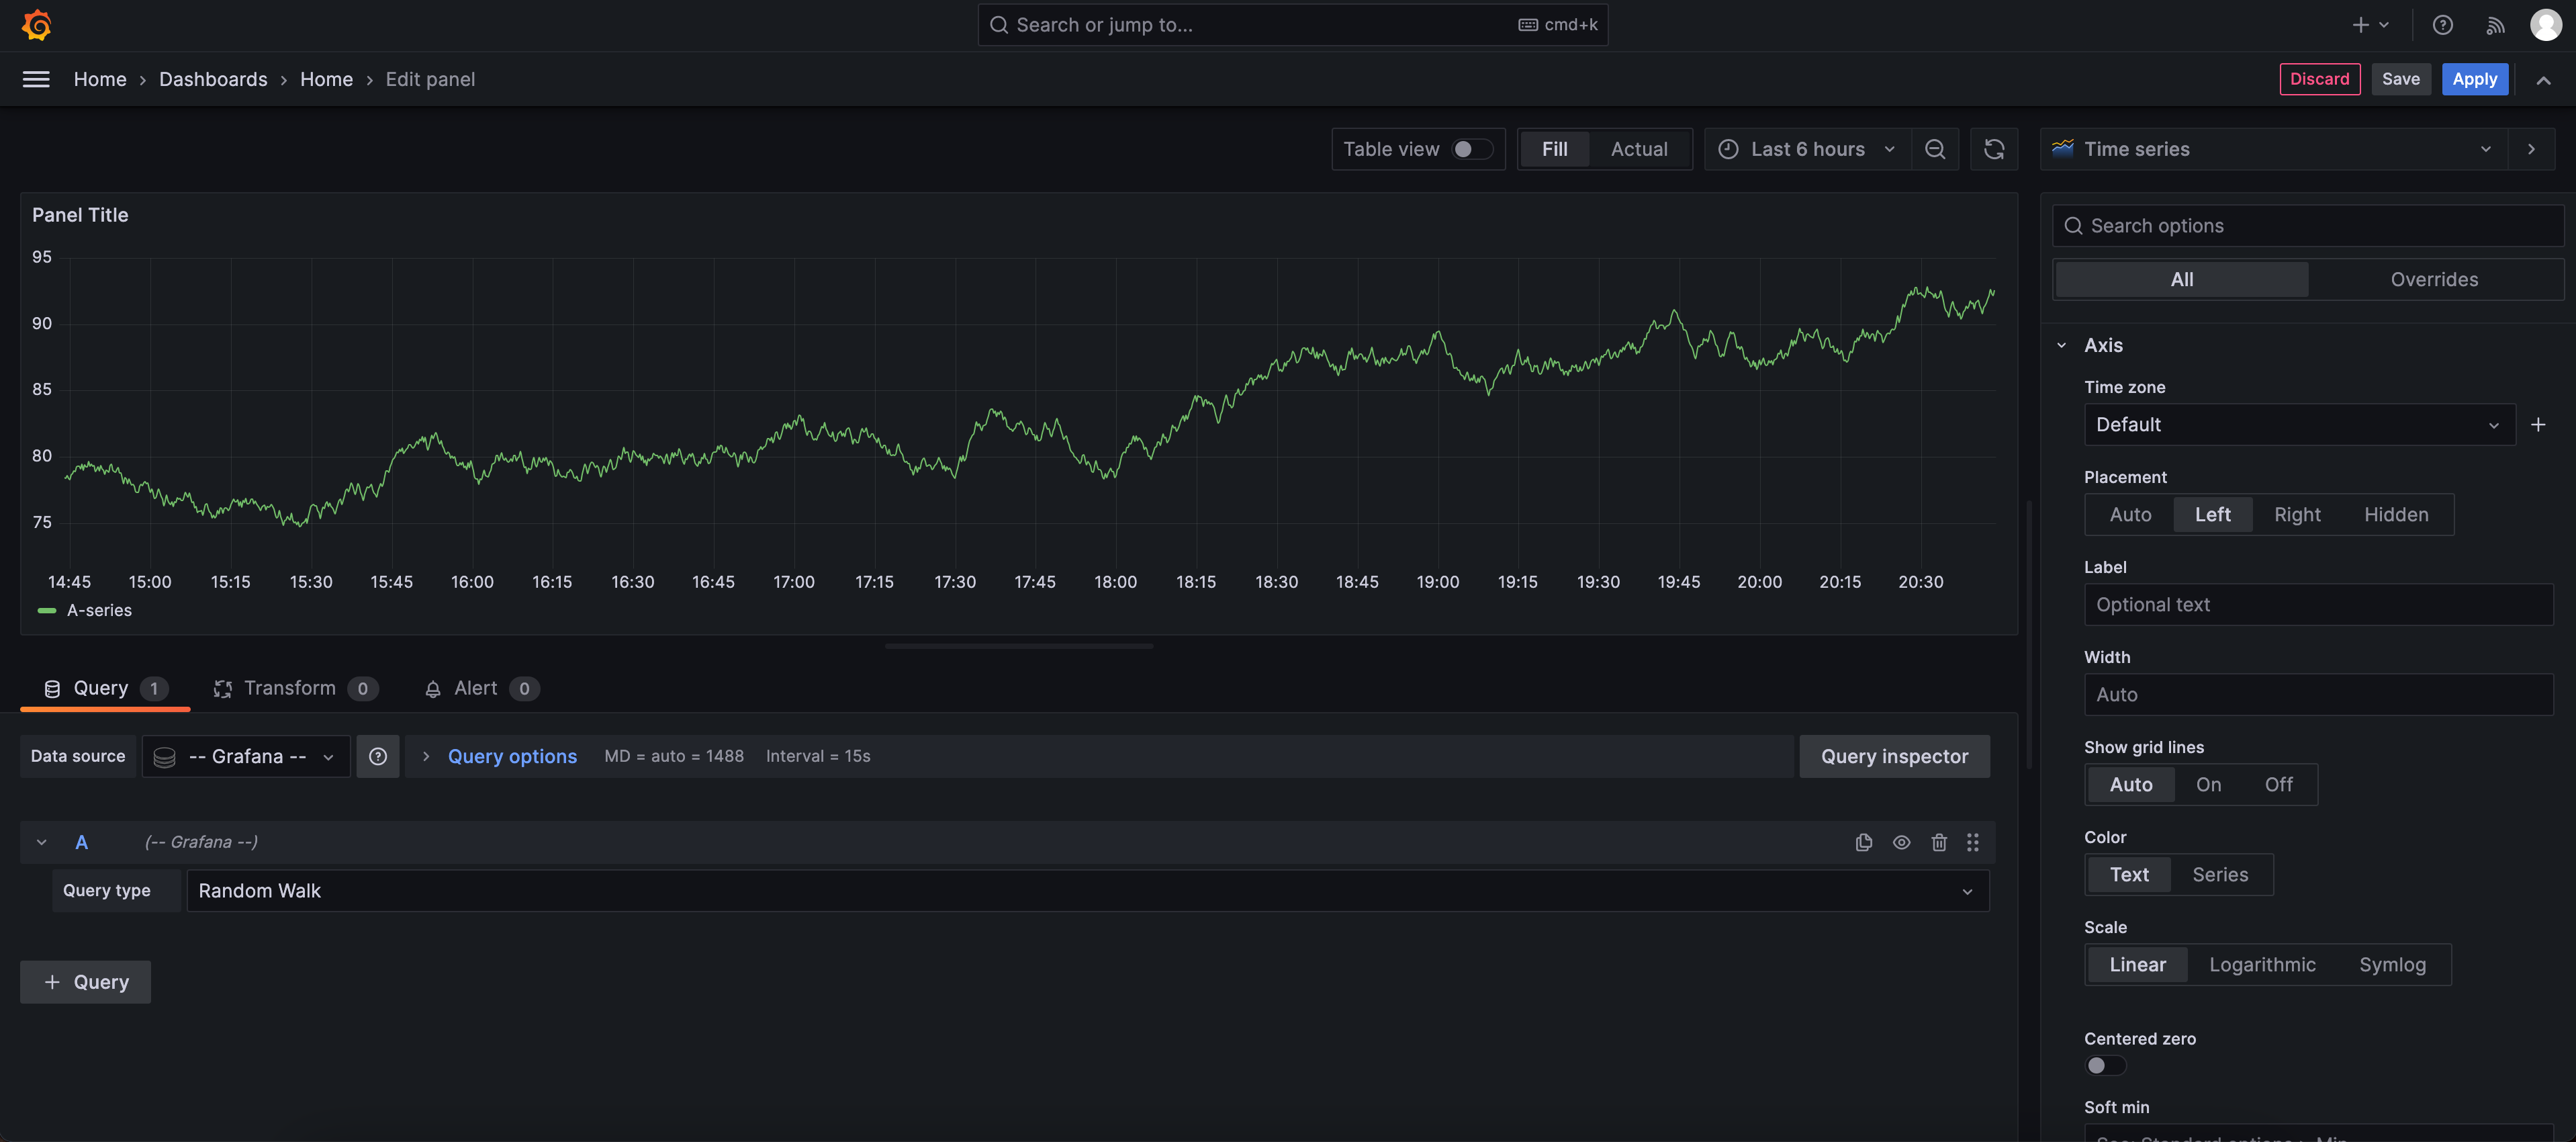 Search or jump to...
cmd+k
Home > Dashboards > Home > Edit panel
Discard
Save
Apply
Table view
Fill
Actual
Last 6 hours
Time series
Panel Title
95
90
85
80
75
14:45 15:00 15:15 15:30 15:45 16:00 16:15 16:30 16:45 17:00 17:15 17:30 17:45 18:00 18:15 18:30 18:45 19:00 19:15 19:30 19:45 20:00 20:15 20:30
A-series
Query 1
Transform 0
Alert 0
Data source
-- Grafana --
Query options
MD = auto = 1488
Interval = 15s
Query inspector
A
(-- Grafana --)
Query type
Random Walk
+ Query
Search options
All
Overrides
Axis
Time zone
Default
Placement
Auto Left Right Hidden
Label
Optional text
Width
Auto
Show grid lines
Auto On Off
Color
Text Series
Scale
Linear Logarithmic Symlog
Centered zero
Soft min